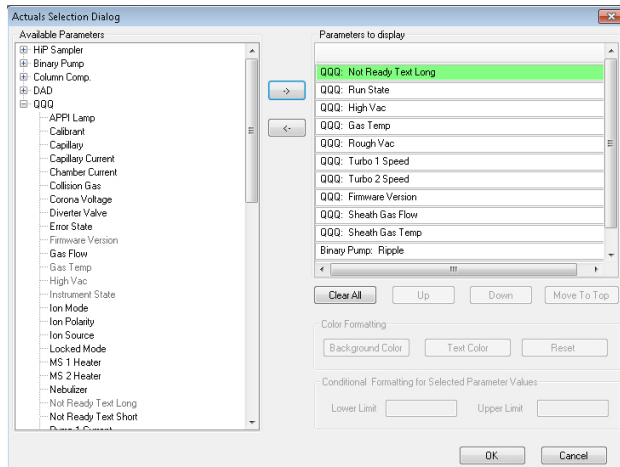 Actuals Selection Dialog
Available Parameters
HiP Sampler
Binary Pump
Column Comp.
DAD
QQQ
APPI Lamp
Calibrant
Capillary
Capillary Current
Chamber Current
Collision Gas
Corona Voltage
Diverter Valve
Error State
Firmware Version
Gas Flow
Gas Temp
High Vac
Instrument State
Ion Mode
Ion Polarity
Ion Source
Locked Mode
MS 1 Heater
MS 2 Heater
Nebulizer
Not Ready Text Long
Not Ready Text Short
Pump 1 Current
->
<-
Parameters to display
QQQ: Not Ready Text Long
QQQ: Run State
QQQ: High Vac
QQQ: Gas Temp
QQQ: Rough Vac
QQQ: Turbo 1 Speed
QQQ: Turbo 2 Speed
QQQ: Firmware Version
QQQ: Sheath Gas Flow
QQQ: Sheath Gas Temp
Binary Pump: Ripple
Clear All Up Down Move To Top
Color Formatting
Background Color Text Color Reset
Conditional Formatting for Selected Parameter Values
Lower Limit Upper Limit
OK Cancel